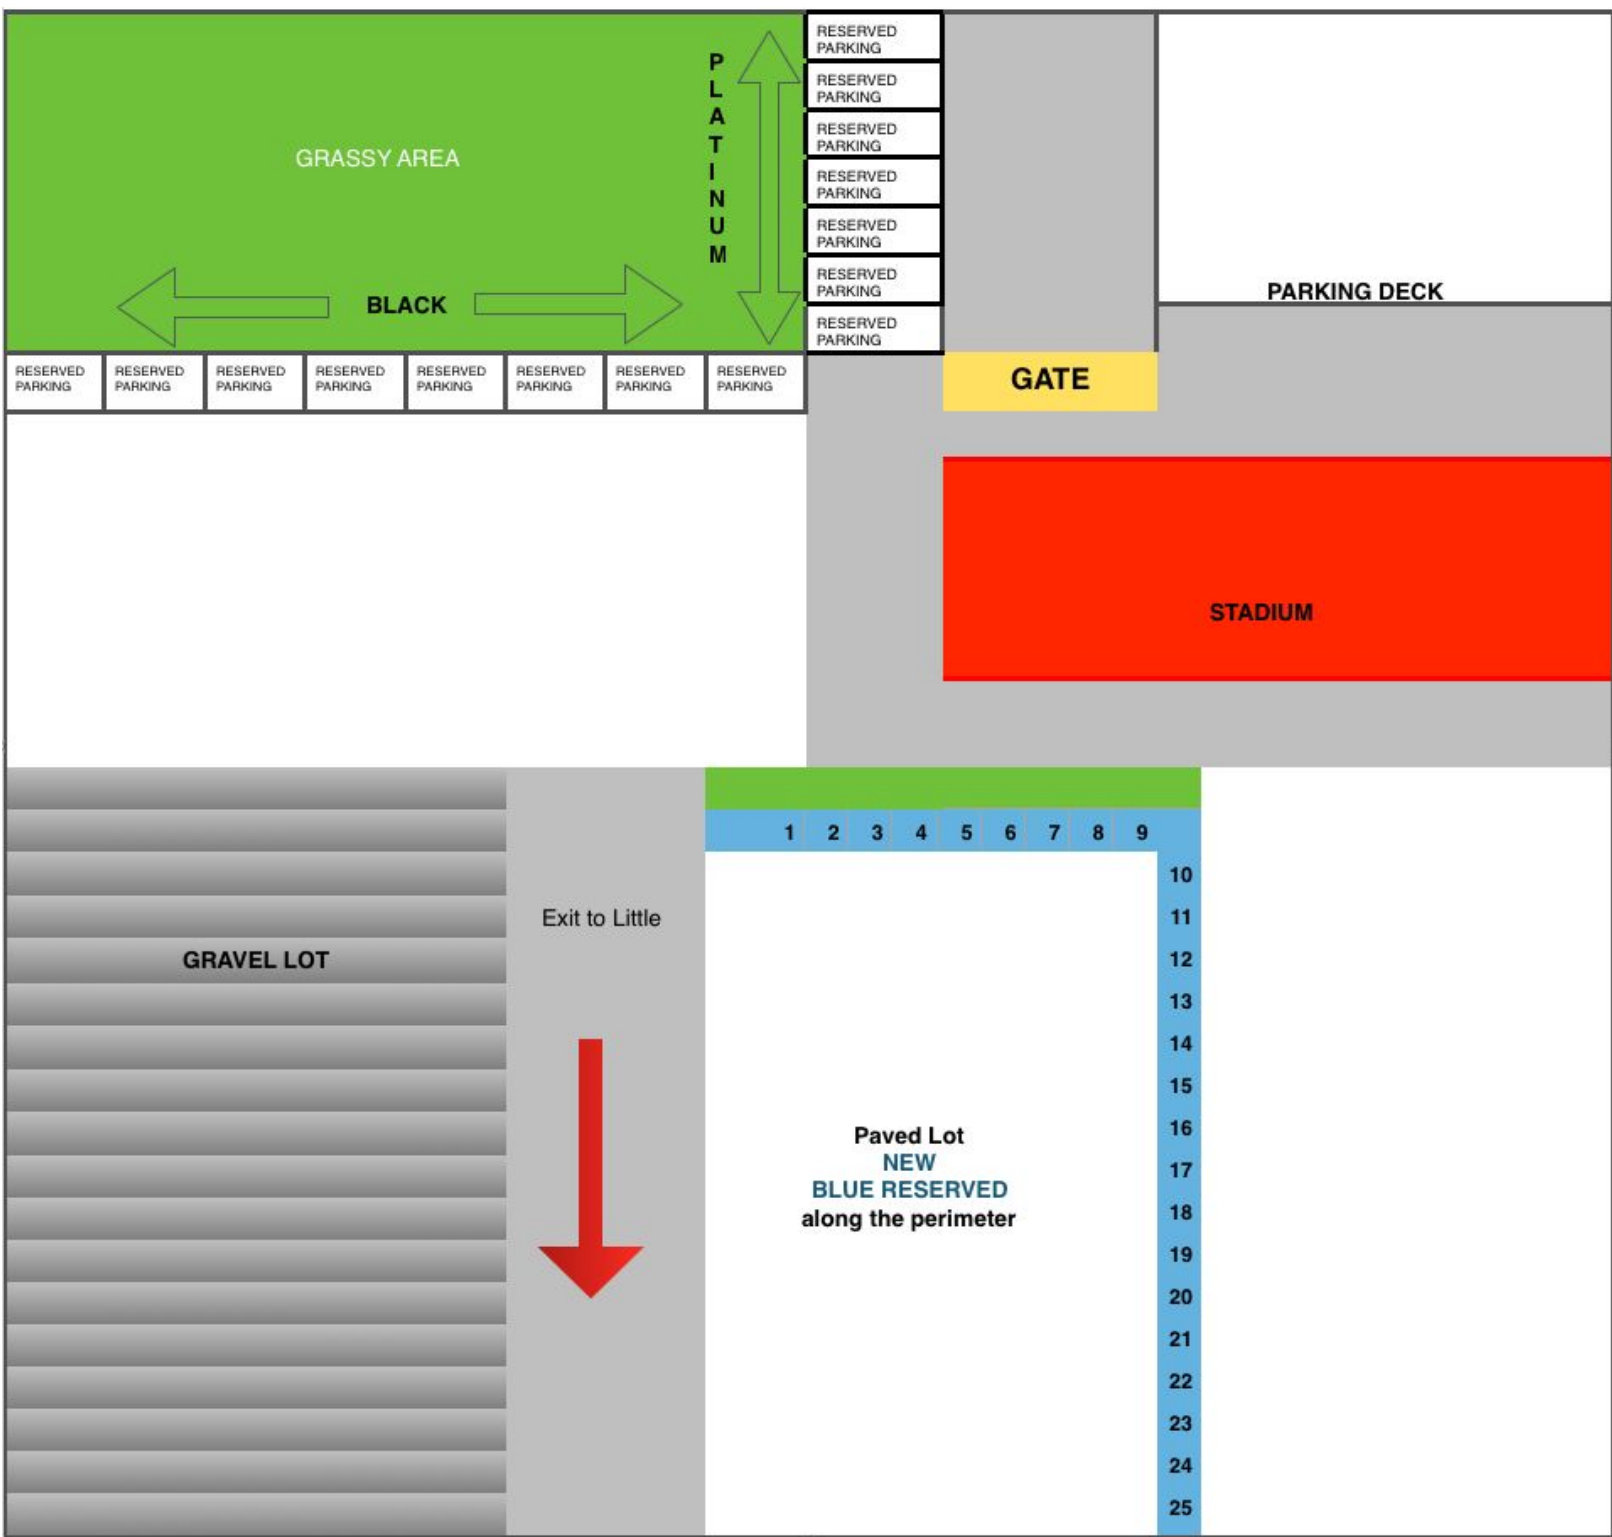 RESERVED
PARKING
RESERVED
PARKING
RESERVED
PARKING
RESERVED
PARKING
RESERVED
PARKING
RESERVED
PARKING
RESERVED
PARKING
P
L
A
T
I
N
U
M
GRASSY AREA
BLACK
PARKING DECK
RESERVED
PARKING
RESERVED
PARKING
RESERVED
PARKING
RESERVED
PARKING
RESERVED
PARKING
RESERVED
PARKING
RESERVED
PARKING
RESERVED
PARKING
GATE
STADIUM
1 2 3 4 5 6 7 8 9
10
11
12
13
14
15
16
17
18
19
20
21
22
23
24
25
Exit to Little
GRAVEL LOT
Paved Lot
NEW
BLUE RESERVED
along the perimeter